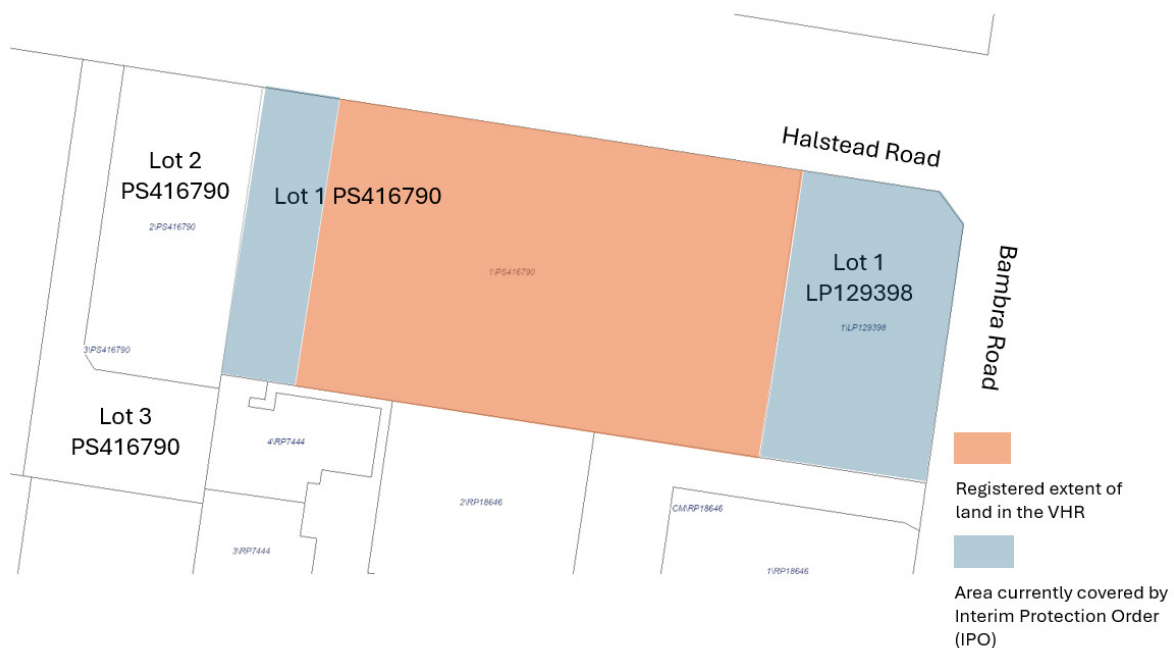 Halstead Road
Lot 2
PS416790
2\PS416790
Lot 1 PS416790
1\PS416790
Lot 1
LP129398
1\LP129398
Bambra Road
3\PS416790
Lot 3
PS416790
4\RP7444
3\RP7444
2\RP18646
CM\RP18646
1\RP18646
Registered extent of
land in the VHR
Area currently covered by
Interim Protection Order
(IPO)